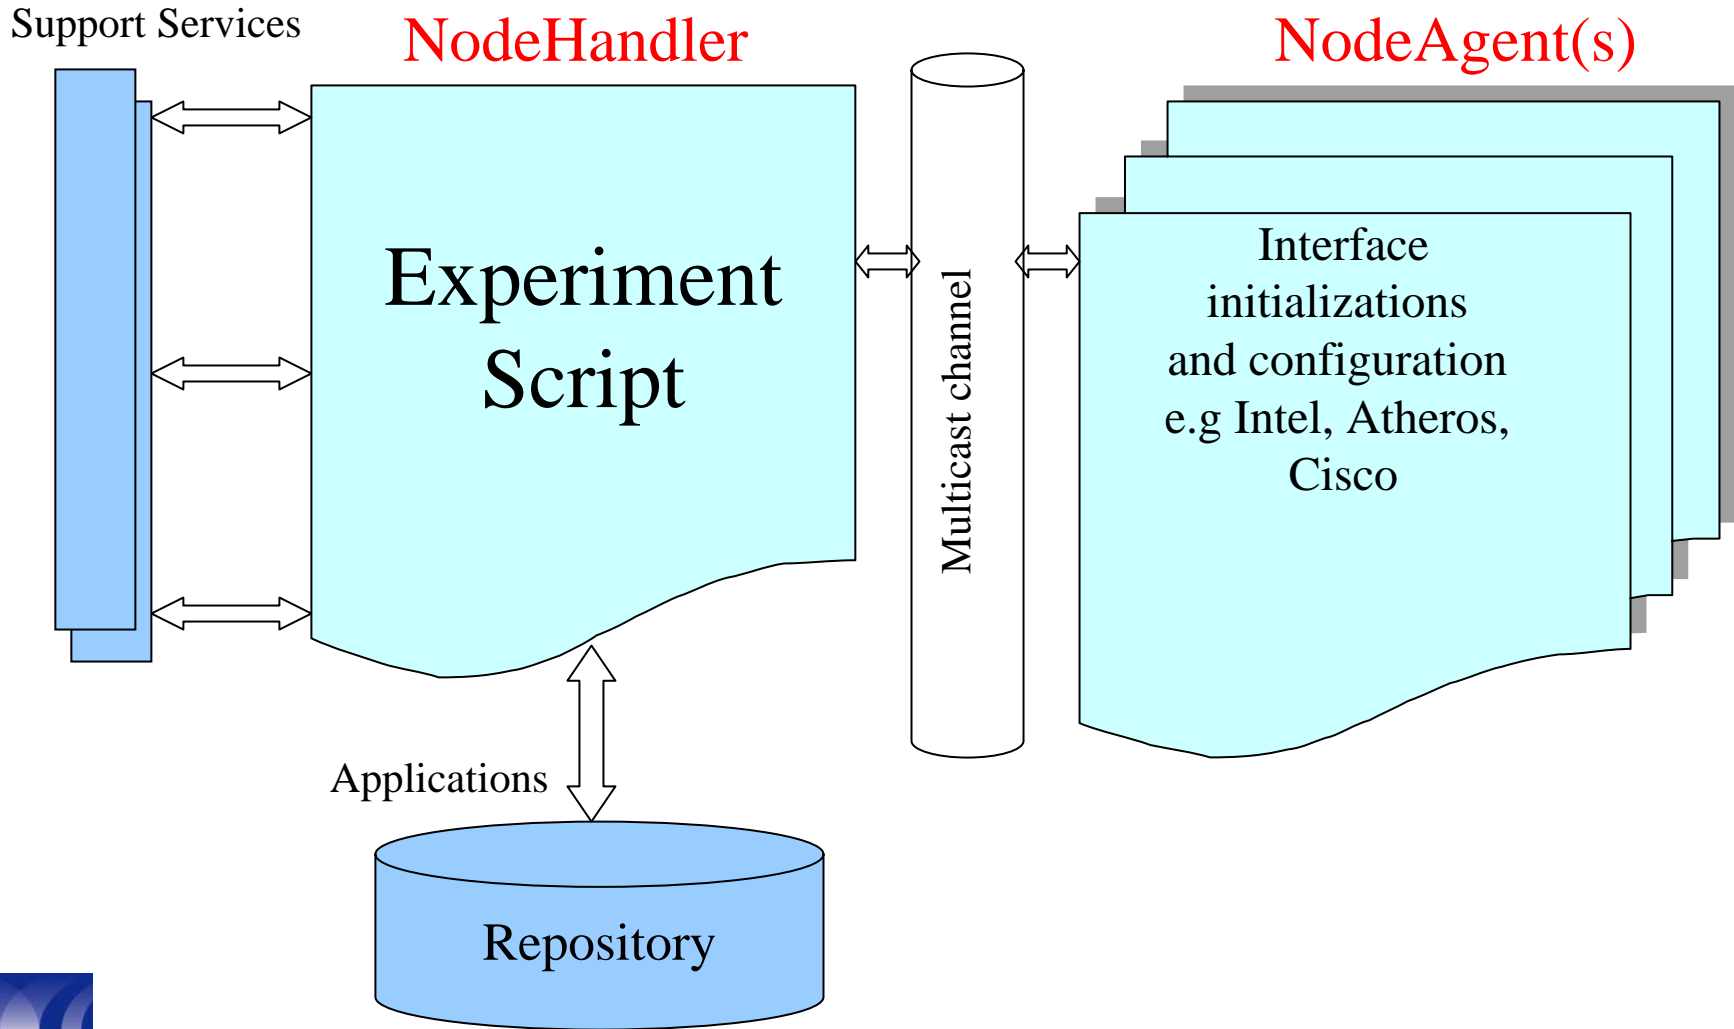 Support Services
NodeHandler
NodeAgent(s)
Experiment
Script
Multicast channel
Interface
initializations
and configuration
e.g Intel, Atheros,
Cisco
Applications
Repository